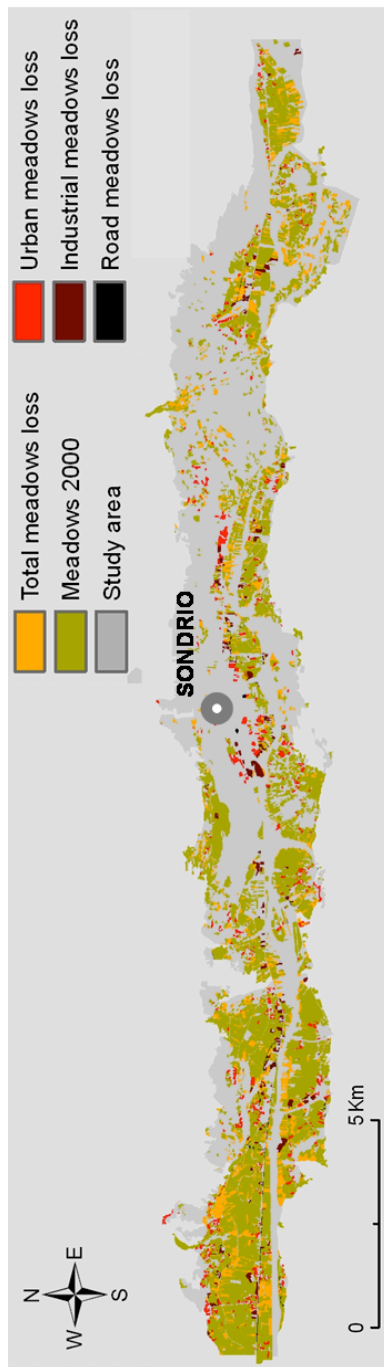 Total meadows loss
Urban meadows loss
Meadows 2000
Industrial meadows loss
Study area
Road meadows loss
SONDRIO
N
W E
S
0 5 Km